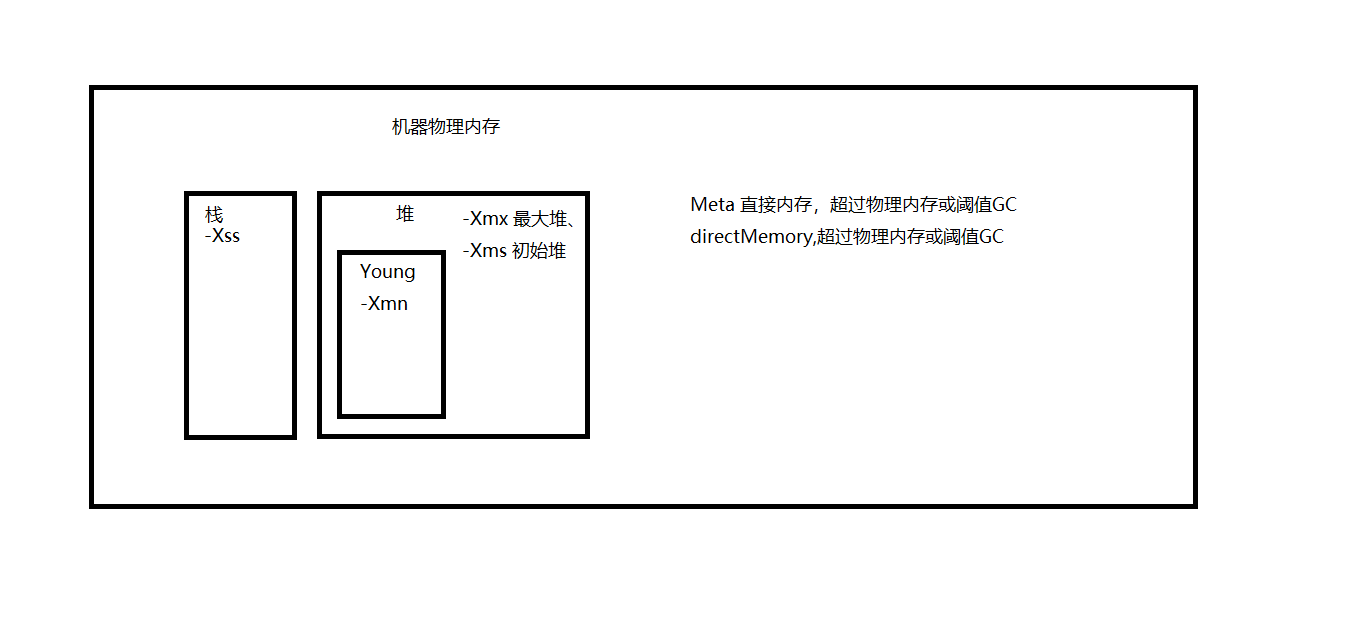 机器物理内存
栈
-Xss
堆
-Xmx 最大堆、
-Xms 初始堆
Young
-Xmn
Meta 直接内存，超过物理内存或阈值GC
directMemory,超过物理内存或阈值GC